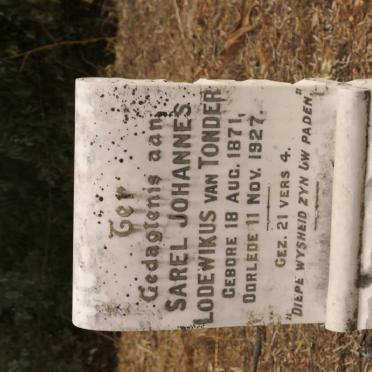 Ter
Gedagtenis aan
SAREL JOHANNES
LODEWIKUS VAN TONDER
GEBORE 18 AUG. 1871,
OORLEDE 11 NOV. 1927.
GEZ. 21 VERS 4.
"DIEPE WYSHEID ZYN UW PADEN"